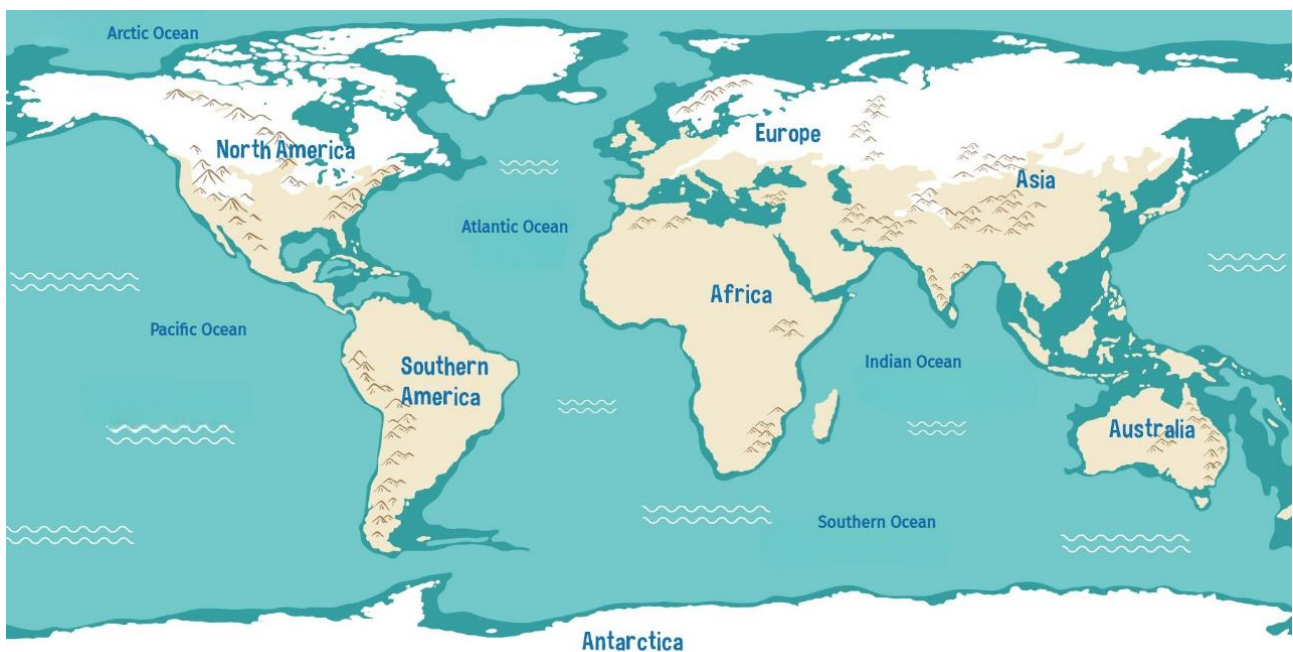 Arctic Ocean
North America
Europe
Asia
Atlantic Ocean
Africa
Pacific Ocean
Indian Ocean
Southern
America
Australia
Southern Ocean
Antarctica